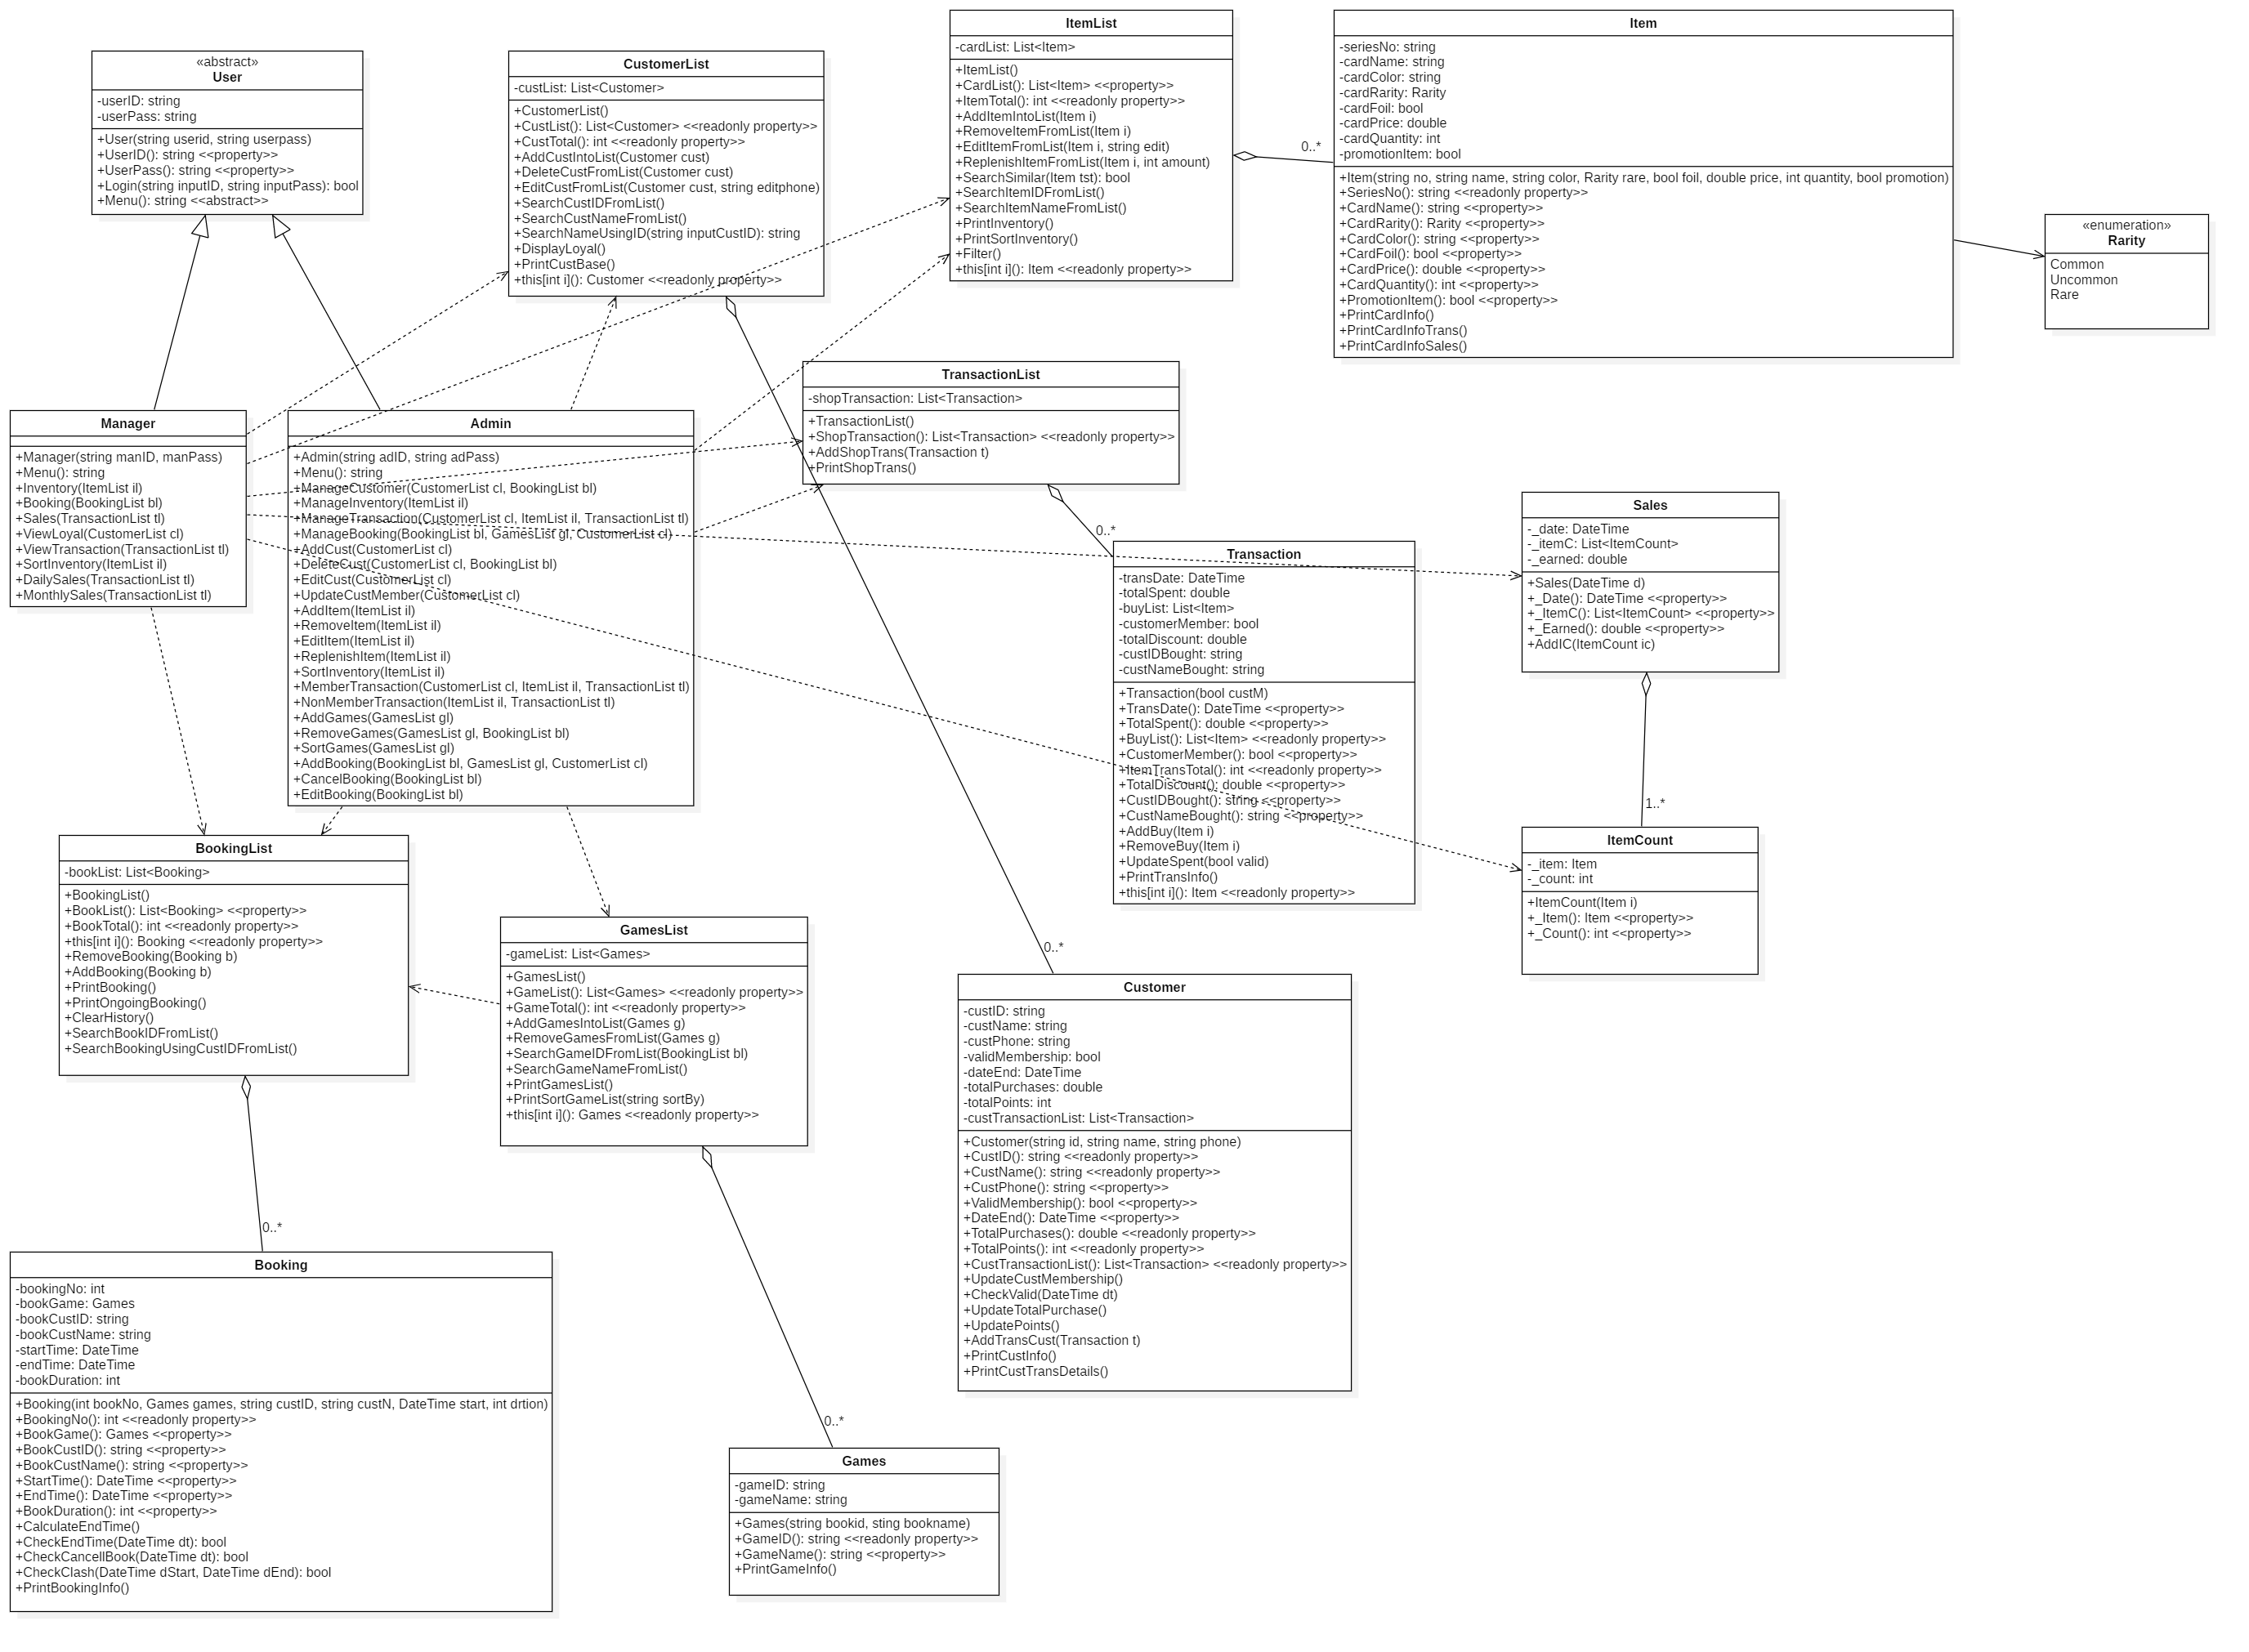 «abstract»
User
-userID: string
-userPass: string
+User(string userid, string userpass)
+UserID(): string <<property>>
+UserPass(): string <<property>>
+Login(string inputID, string inputPass): bool
+Menu(): string <<abstract>>
CustomerList
-custList: List<Customer>
+CustomerList()
+CustList(): List<Customer> <<readonly property>>
+CustTotal(): int <<readonly property>>
+AddCustIntoList(Customer cust)
+DeleteCustFromList(Customer cust)
+EditCustFromList(Customer cust, string editphone)
+SearchCustIDFromList()
+SearchCustNameFromList()
+SearchNameUsingID(string inputCustID): string
+DisplayLoyal()
+PrintCustBase()
+this[int i](): Customer <<readonly property>>
ItemList
-cardList: List<Item>
+ItemList()
+CardList(): List<Item> <<property>>
+ItemTotal(): int <<readonly property>>
+AddItemIntoList(Item i)
+RemoveItemFromList(Item i)
+EditItemFromList(Item i, string edit)
+ReplenishItemFromList(Item i, int amount)
+SearchSimilar(Item tst): bool
+SearchItemIDFromList()
+SearchItemNameFromList()
+PrintInventory()
+PrintSortInventory()
+Filter()
+this[int i](): Item <<readonly property>>
0..*
Item
-seriesNo: string
-cardName: string
-cardColor: string
-cardRarity: Rarity
-cardFoil: bool
-cardPrice: double
-cardQuantity: int
-promotionItem: bool
+Item(string no, string name, string color, Rarity rare, bool foil, double price, int quantity, bool promotion)
+SeriesNo(): string <<readonly property>>
+CardName(): string <<property>>
+CardRarity(): Rarity <<property>>
+CardColor(): string <<property>>
+CardFoil(): bool <<property>>
+CardPrice(): double <<property>>
+CardQuantity(): int <<property>>
+PromotionItem(): bool <<property>>
+PrintCardInfo()
+PrintCardInfoTrans()
+PrintCardInfoSales()
«enumeration»
Rarity
Common
Uncommon
Rare
Manager
+Manager(string manID, manPass)
+Menu(): string
+Inventory(ItemList il)
+Booking(BookingList bl)
+Sales(TransactionList tl)
+ViewLoyal(CustomerList cl)
+ViewTransaction(TransactionList tl)
+SortInventory(ItemList il)
+DailySales(TransactionList tl)
+MonthlySales(TransactionList tl)
Admin
+Admin(string adID, string adPass)
+Menu(): string
+ManageCustomer(CustomerList cl, BookingList bl)
+ManageInventory(ItemList il)
+ManageTransaction(CustomerList cl, ItemList il, TransactionList tl)
+ManageBooking(BookingList bl, GamesList gl, CustomerList cl)
+AddCust(CustomerList cl)
+DeleteCust(CustomerList cl, BookingList bl)
+EditCust(CustomerList cl)
+UpdateCustMember(CustomerList cl)
+AddItem(ItemList il)
+RemoveItem(ItemList il)
+EditItem(ItemList il)
+ReplenishItem(ItemList il)
+SortInventory(ItemList il)
+MemberTransaction(CustomerList cl, ItemList il, TransactionList tl)
+NonMemberTransaction(ItemList il, TransactionList tl)
+AddGames(GamesList gl)
+RemoveGames(GamesList gl, BookingList bl)
+SortGames(GamesList gl)
+AddBooking(BookingList bl, GamesList gl, CustomerList cl)
+CancelBooking(BookingList bl)
+EditBooking(BookingList bl)
TransactionList
-shopTransaction: List<Transaction>
+TransactionList()
+ShopTransaction(): List<Transaction> <<readonly property>>
+AddShopTrans(Transaction t)
+PrintShopTrans()
0..*
Transaction
-transDate: DateTime
-totalSpent: double
-buyList: List<Item>
-customerMember: bool
-totalDiscount: double
-custIDBought: string
-custNameBought: string
+Transaction(bool custM)
+TransDate(): DateTime <<property>>
+TotalSpent(): double <<property>>
+BuyList(): List<Item> <<readonly property>>
+CustomerMember(): bool <<property>>
+ItemTransTotal(): int <<readonly property>>
+TotalDiscount(): double <<property>>
+CustIDBought(): string <<property>>
+CustNameBought(): string <<property>>
+AddBuy(Item i)
+RemoveBuy(Item i)
+UpdateSpent(bool valid)
+PrintTransInfo()
+this[int i](): Item <<readonly property>>
Sales
-_date: DateTime
-_itemC: List<ItemCount>
-_earned: double
+Sales(DateTime d)
+_Date(): DateTime <<property>>
+_ItemC(): List<ItemCount> <<property>>
+_Earned(): double <<property>>
+AddIC(ItemCount ic)
1..*
ItemCount
-_item: Item
-_count: int
+ItemCount(Item i)
+_Item(): Item <<property>>
+_Count(): int <<property>>
BookingList
-bookList: List<Booking>
+BookingList()
+BookList(): List<Booking> <<property>>
+BookTotal(): int <<readonly property>>
+this[int i](): Booking <<readonly property>>
+RemoveBooking(Booking b)
+AddBooking(Booking b)
+PrintBooking()
+PrintOngoingBooking()
+ClearHistory()
+SearchBookIDFromList()
+SearchBookingUsingCustIDFromList()
0..*
GamesList
-gameList: List<Games>
+GamesList()
+GameList(): List<Games> <<readonly property>>
+GameTotal(): int <<readonly property>>
+AddGamesIntoList(Games g)
+RemoveGamesFromList(Games g)
+SearchGameIDFromList(BookingList bl)
+SearchGameNameFromList()
+PrintGamesList()
+PrintSortGameList(string sortBy)
+this[int i](): Games <<readonly property>>
0..*
0..*
Customer
-custID: string
-custName: string
-custPhone: string
-validMembership: bool
-dateEnd: DateTime
-totalPurchases: double
-totalPoints: int
-custTransactionList: List<Transaction>
+Customer(string id, string name, string phone)
+CustID(): string <<readonly property>>
+CustName(): string <<readonly property>>
+CustPhone(): string <<property>>
+ValidMembership(): bool <<property>>
+DateEnd(): DateTime <<property>>
+TotalPurchases(): double <<readonly property>>
+TotalPoints(): int <<readonly property>>
+CustTransactionList(): List<Transaction> <<readonly property>>
+UpdateCustMembership()
+CheckValid(DateTime dt)
+UpdateTotalPurchase()
+UpdatePoints()
+AddTransCust(Transaction t)
+PrintCustInfo()
+PrintCustTransDetails()
Booking
-bookingNo: int
-bookGame: Games
-bookCustID: string
-bookCustName: string
-startTime: DateTime
-endTime: DateTime
-bookDuration: int
+Booking(int bookNo, Games games, string custID, string custN, DateTime start, int drtion)
+BookingNo(): int <<readonly property>>
+BookGame(): Games <<property>>
+BookCustID(): string <<property>>
+BookCustName(): string <<property>>
+StartTime(): DateTime <<property>>
+EndTime(): DateTime <<property>>
+BookDuration(): int <<property>>
+CalculateEndTime()
+CheckEndTime(DateTime dt): bool
+CheckCancellBook(DateTime dt): bool
+CheckClash(DateTime dStart, DateTime dEnd): bool
+PrintBookingInfo()
Games
-gameID: string
-gameName: string
+Games(string bookid, sting bookname)
+GameID(): string <<readonly property>>
+GameName(): string <<property>>
+PrintGameInfo()